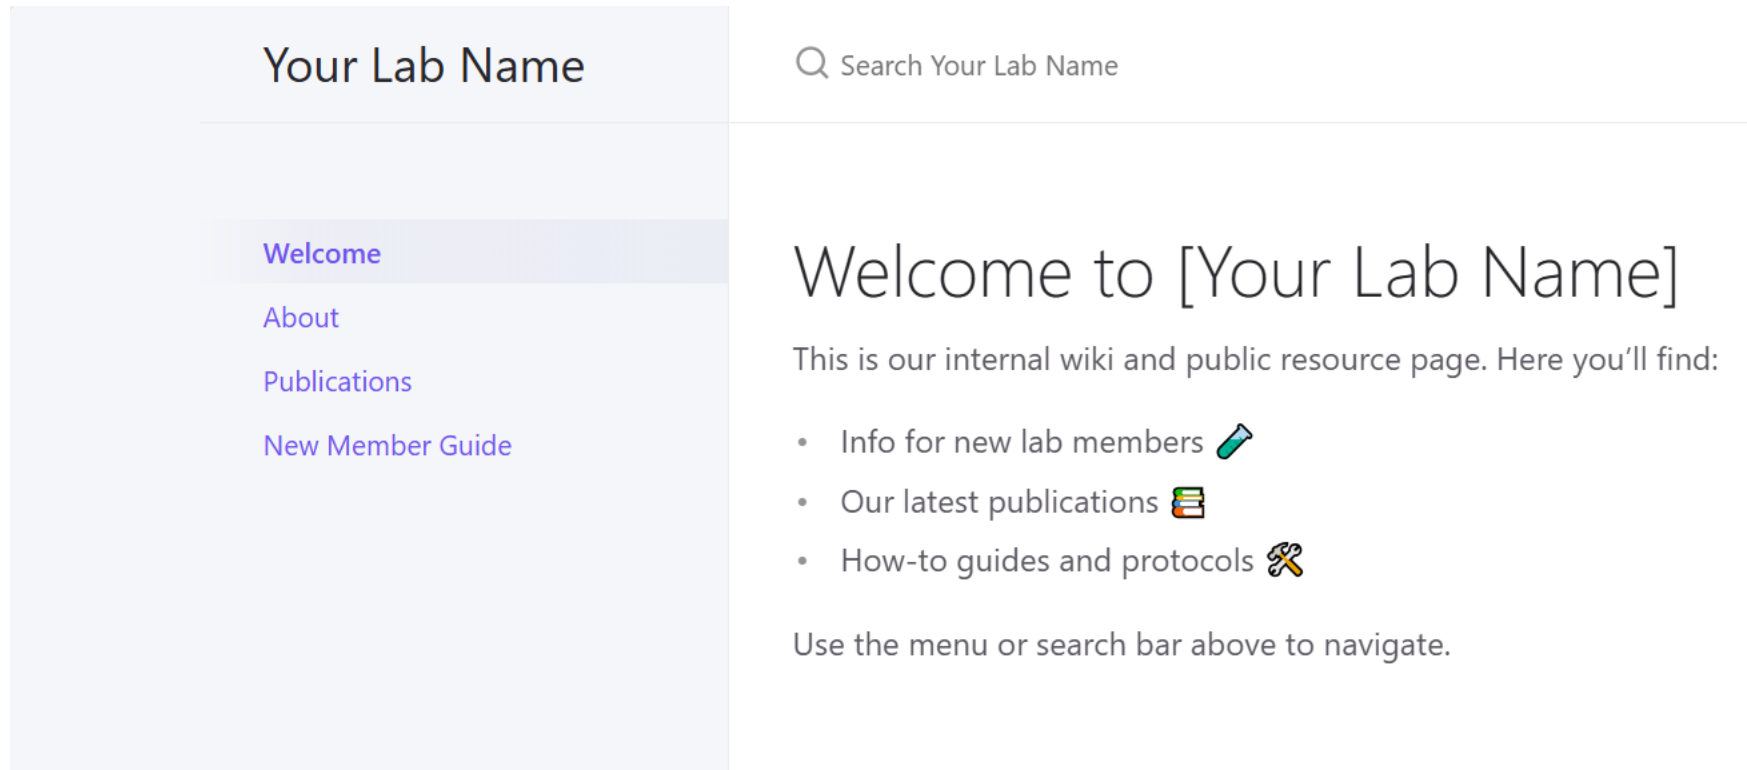 Your Lab Name
Search Your Lab Name
Welcome
About
Publications
New Member Guide
Welcome to [Your Lab Name]
This is our internal wiki and public resource page. Here you’ll find:
• Info for new lab members 🧪
• Our latest publications 📚
• How-to guides and protocols 🛠
Use the menu or search bar above to navigate.